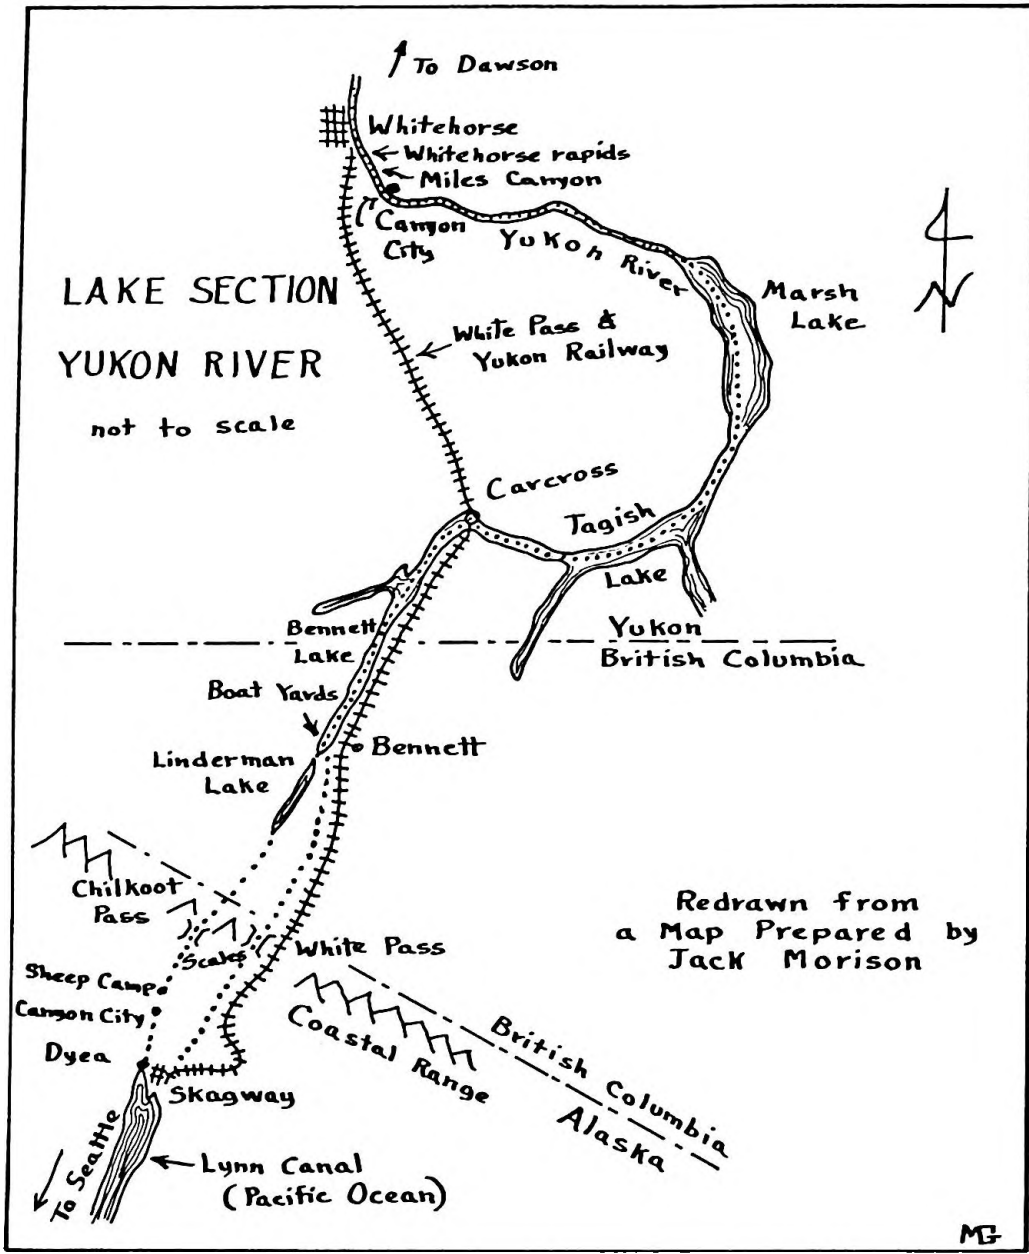 To Dawson
Whitehorse
Whitehorse rapids
Miles Canyon
Canyon
City
Yukon River
Marsh
Lake
N
LAKE SECTION
YUKON RIVER
not to scale
White Pass &
Yukon Railway
Carcross
Tagish
Lake
Bennett
Lake
Yukon
British Columbia
Boat Yards
Bennett
Linderman
Lake
Chilkoot
Pass
Scales
White Pass
Sheep Camp
Canyon City
Dyea
Skagway
Coastal Range
British Columbia
Alaska
Redrawn from
a Map Prepared by
Jack Morison
To Seattle
Lynn Canal
(Pacific Ocean)
MG